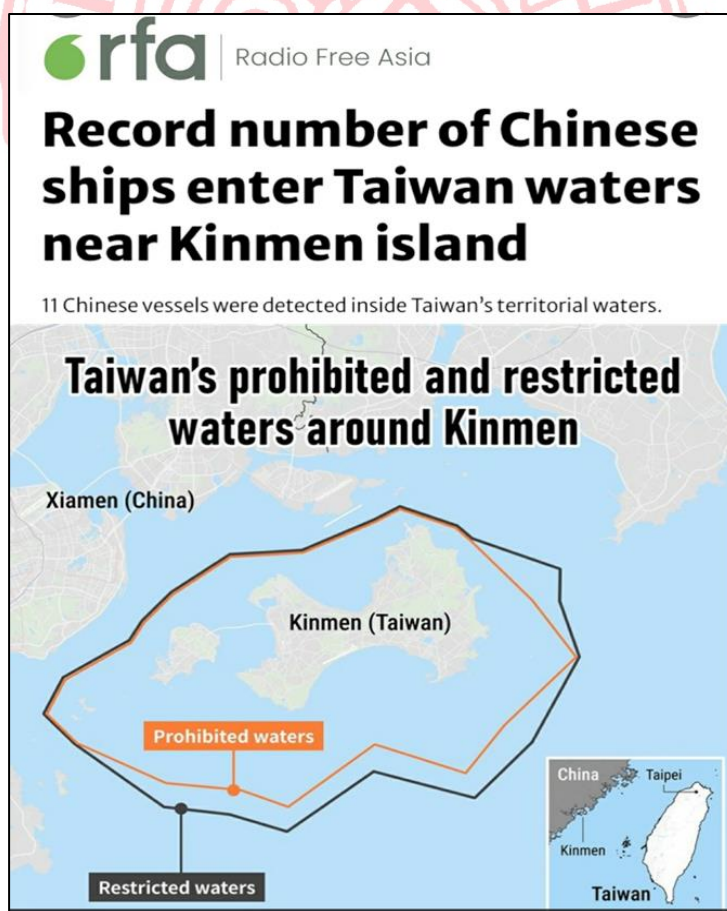 rfa Radio Free Asia
Record number of Chinese
ships enter Taiwan waters
near Kinmen island
11 Chinese vessels were detected inside Taiwan's territorial waters.
Taiwan's prohibited and restricted
waters around Kinmen
Xiamen (China)
Kinmen (Taiwan)
Prohibited waters
Restricted waters
China
Taipei
Kinmen
Taiwan